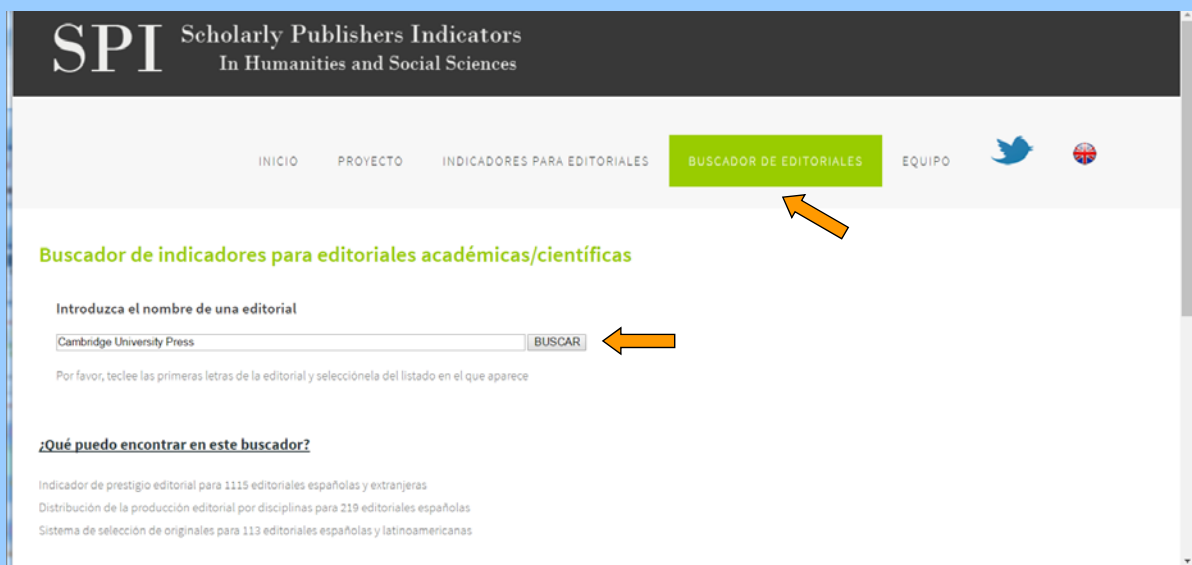 SPI Scholarly Publishers Indicators
In Humanities and Social Sciences
INICIO PROYECTO INDICADORES PARA EDITORIALES BUSCADOR DE EDITORIALES EQUIPO
Buscador de indicadores para editoriales académicas/científicas
Introduzca el nombre de una editorial
Cambridge University Press BUSCAR
Por favor, teclee las primeras letras de la editorial y selecciónela del listado en el que aparece
¿Qué puedo encontrar en este buscador?
Indicador de prestigio editorial para 1115 editoriales españolas y extranjeras
Distribución de la producción editorial por disciplinas para 219 editoriales españolas
Sistema de selección de originales para 113 editoriales españolas y latinoamericanas